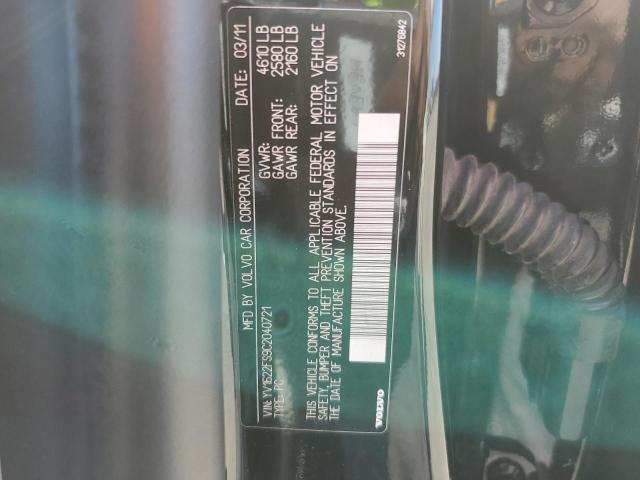 MFD BY VOLVO CAR CORPORATION DATE: 03/11
VIN: YV1622FS9C2040721 GVWR: 4610 LB
TYPE: PC GAWR FRONT: 2580 LB
GAWR REAR: 2160 LB
THIS VEHICLE CONFORMS TO ALL APPLICABLE FEDERAL MOTOR VEHICLE
SAFETY, BUMPER AND THEFT PREVENTION STANDARDS IN EFFECT ON
THE DATE OF MANUFACTURE SHOWN ABOVE.
VOLVO 31276842